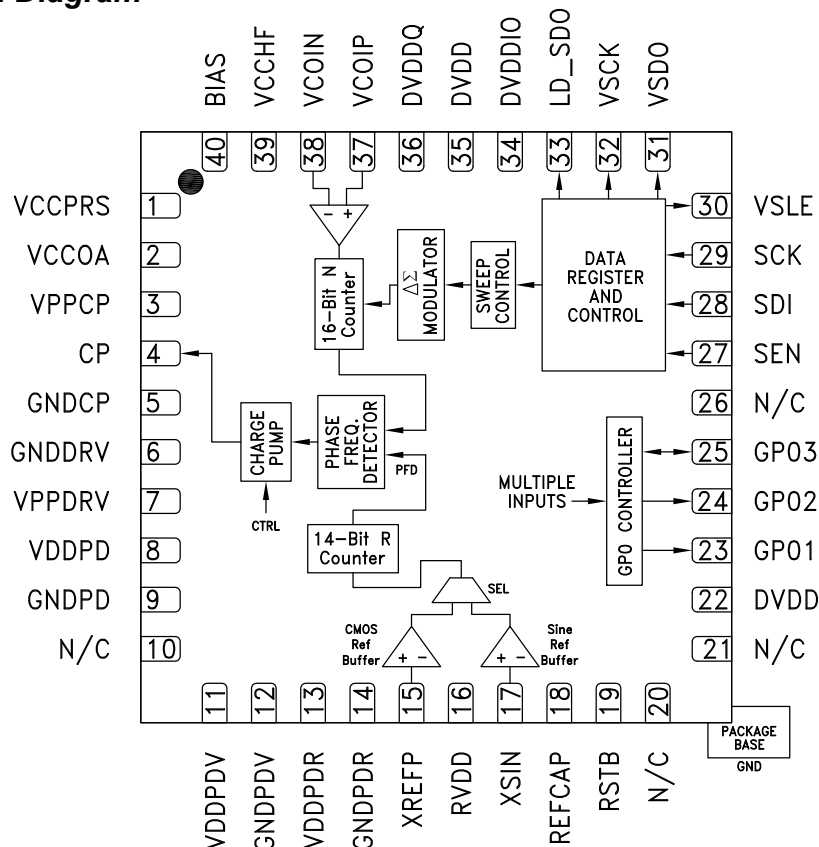 Diagram
BIAS
VCCHF
VCOIN
VCOIP
DVDDQ
DVDD
DVDDIO
LD_SDO
VSCK
VSDO
40
39
38
37
36
35
34
33
32
31
VCCPRS
1
VCCOA
2
VPPCP
3
CP
4
GNDCP
5
GNDDRV
6
VPPDRV
7
VDDPD
8
GNDPD
9
N/C
10
- +
16-Bit N
Counter
ΔΣ
MODULATOR
SWEEP
CONTROL
DATA
REGISTER
AND
CONTROL
CHARGE
PUMP
CTRL
PHASE
FREQ.
DETECTOR
PFD
14-Bit R
Counter
SEL
CMOS
Ref
Buffer
+ -
Sine
Ref
Buffer
+ -
MULTIPLE
INPUTS
GPO CONTROLLER
30
VSLE
29
SCK
28
SDI
27
SEN
26
N/C
25
GPO3
24
GPO2
23
GPO1
22
DVDD
21
N/C
11
12
13
14
15
16
17
18
19
20
VDDPDV
GNDPDV
VDDPDR
GNDPDR
XREFP
RVDD
XSIN
REFCAP
RSTB
N/C
PACKAGE
BASE
GND